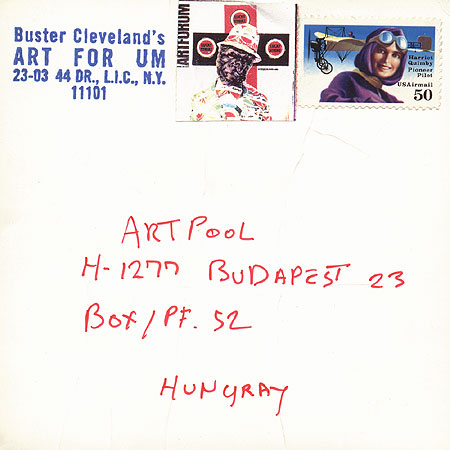 Buster Cleveland's
ART FOR UM
23-03 44 DR., L.I.C., N.Y.
11101
ARTFORUM
Harriet
Quimby
Pioneer
Pilot
USAirmail
50
ARTPOOL
H-1277 BUDAPEST 23
BOX/PF. 52
HUNGRAY